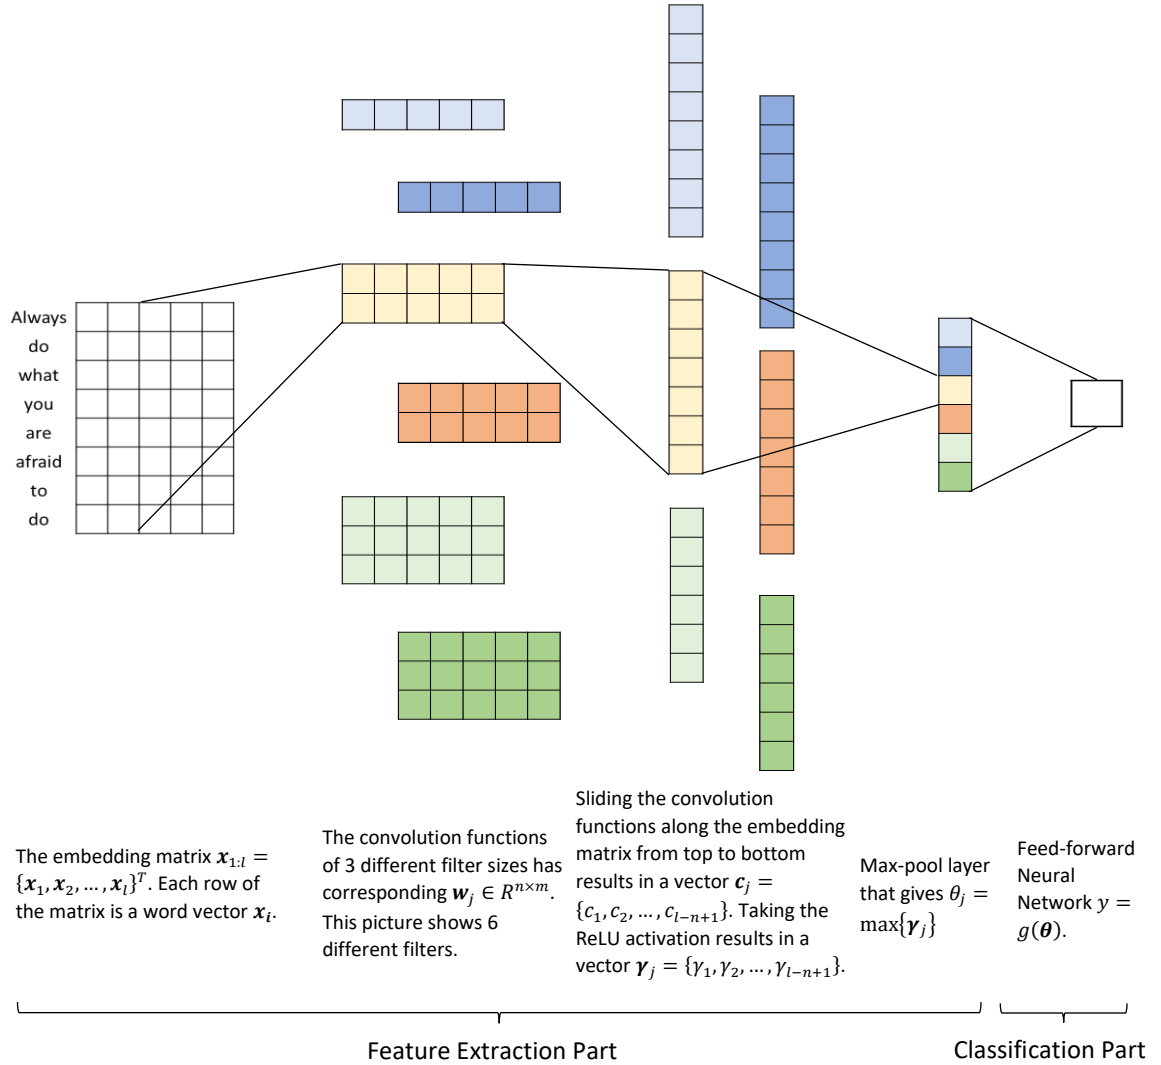 Always
do
what
you
are
afraid
to
do
The embedding matrix 𝒙₁:ₗ =
{𝒙₁, 𝒙₂, … , 𝒙ₗ}ᵀ. Each row of
the matrix is a word vector 𝒙ᵢ.
The convolution functions
of 3 different filter sizes has
corresponding 𝒘ⱼ ∈ Rⁿˣᵐ.
This picture shows 6
different filters.
Sliding the convolution
functions along the embedding
matrix from top to bottom
results in a vector 𝒄ⱼ =
{c₁, c₂, … , cₗ₋ₙ₊₁}. Taking the
ReLU activation results in a
vector 𝜸ⱼ = {γ₁, γ₂, … , γₗ₋ₙ₊₁}.
Max-pool layer
that gives θⱼ =
max{𝜸ⱼ}
Feed-forward
Neural
Network y =
g(𝜽).
Feature Extraction Part
Classification Part